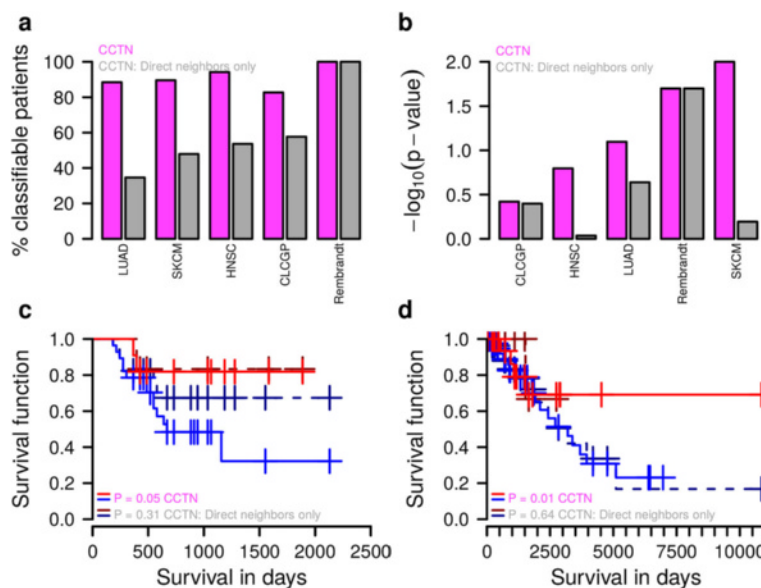 a
CCTN
CCTN: Direct neighbors only
% classifiable patients
100
80
60
40
20
0
LUAD
SKCM
HNSC
CLCGP
Rembrandt
b
CCTN
CCTN: Direct neighbors only
−log10(p − value)
2.0
1.5
1.0
0.5
0.0
CLCGP
HNSC
LUAD
Rembrandt
SKCM
c
Survival function
1.0
0.8
0.6
0.4
0.2
0.0
P = 0.05 CCTN
P = 0.31 CCTN: Direct neighbors only
0 500 1000 1500 2000 2500
Survival in days
d
Survival function
1.0
0.8
0.6
0.4
0.2
0.0
P = 0.01 CCTN
P = 0.64 CCTN: Direct neighbors only
0 2500 5000 7500 10000
Survival in days